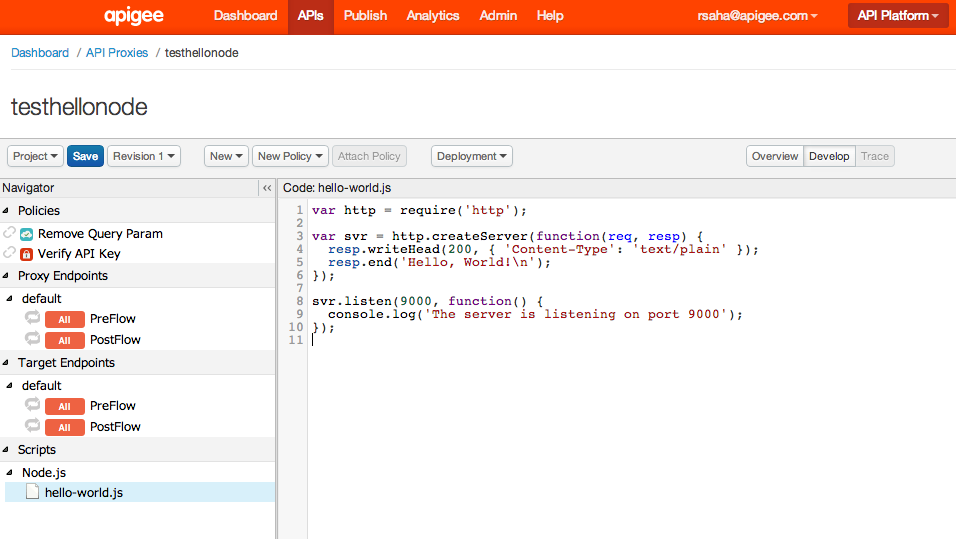 apigee Dashboard APIs Publish Analytics Admin Help rsaha@apigee.com API Platform
Dashboard / API Proxies / testhellonode
testhellonode
Project Save Revision 1 New New Policy Attach Policy Deployment Overview Develop Trace
Navigator << Code: hello-world.js
Policies
Remove Query Param
Verify API Key
Proxy Endpoints
default
All PreFlow
All PostFlow
Target Endpoints
default
All PreFlow
All PostFlow
Scripts
Node.js
hello-world.js
1 var http = require('http');
2
3 var svr = http.createServer(function(req, resp) {
4   resp.writeHead(200, { 'Content-Type': 'text/plain' });
5   resp.end('Hello, World!\n');
6 });
7
8 svr.listen(9000, function() {
9   console.log('The server is listening on port 9000');
10 });
11